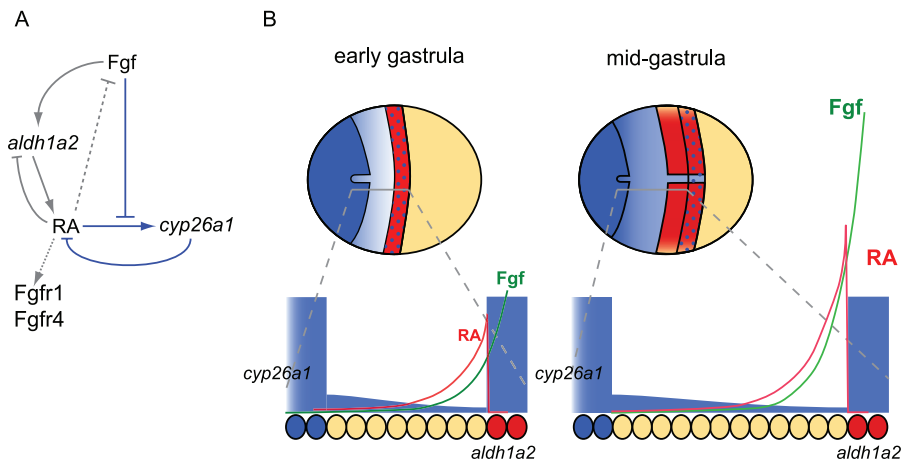 A
Fgf
aldh1a2
RA
cyp26a1
Fgfr1
Fgfr4
B
early gastrula
mid-gastrula
Fgf
RA
cyp26a1
aldh1a2
Fgf
RA
cyp26a1
aldh1a2